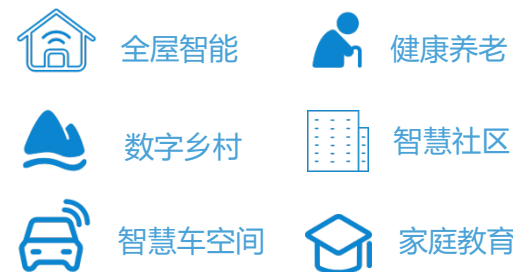 全屋智能
健康养老
数字乡村
智慧社区
智慧车空间
家庭教育